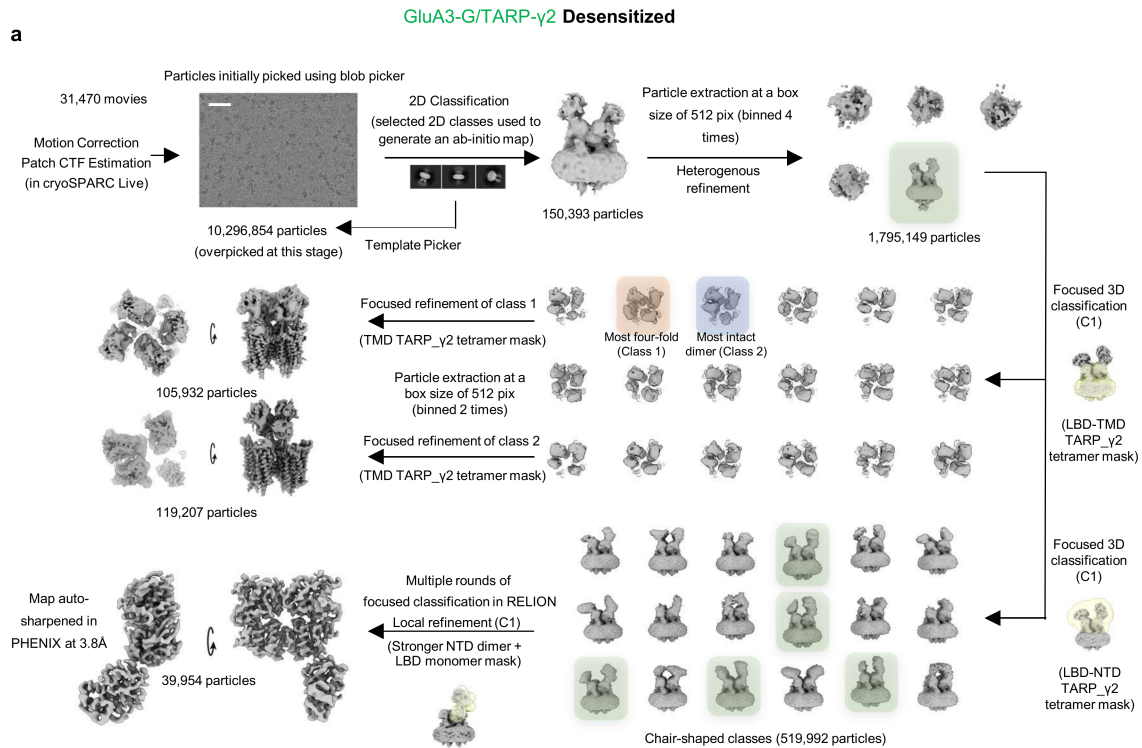 GluA3-G/TARP-γ2 Desensitized
a
Particles initially picked using blob picker
31,470 movies
Motion Correction
Patch CTF Estimation
(in cryoSPARC Live)
2D Classification
(selected 2D classes used to
generate an ab-initio map)
Particle extraction at a box
size of 512 pix (binned 4
times)
Heterogenous
refinement
150,393 particles
1,795,149 particles
10,296,854 particles
(overpicked at this stage)
Template Picker
Focused refinement of class 1
(TMD TARP_γ2 tetramer mask)
Most four-fold
(Class 1)
Most intact
dimer (Class 2)
Focused 3D
classification
(C1)
105,932 particles
Particle extraction at a
box size of 512 pix
(binned 2 times)
(LBD-TMD
TARP_γ2
tetramer mask)
Focused refinement of class 2
(TMD TARP_γ2 tetramer mask)
119,207 particles
Focused 3D
classification
(C1)
Map auto-
sharpened in
PHENIX at 3.8Å
Multiple rounds of
focused classification in RELION
Local refinement (C1)
(Stronger NTD dimer +
LBD monomer mask)
39,954 particles
(LBD-NTD
TARP_γ2
tetramer mask)
Chair-shaped classes (519,992 particles)